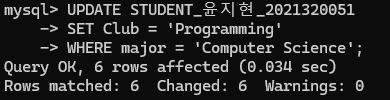 mysql> UPDATE STUDENT_윤지현_2021320051
    -> SET Club = 'Programming'
    -> WHERE major = 'Computer Science';
Query OK, 6 rows affected (0.034 sec)
Rows matched: 6  Changed: 6  Warnings: 0